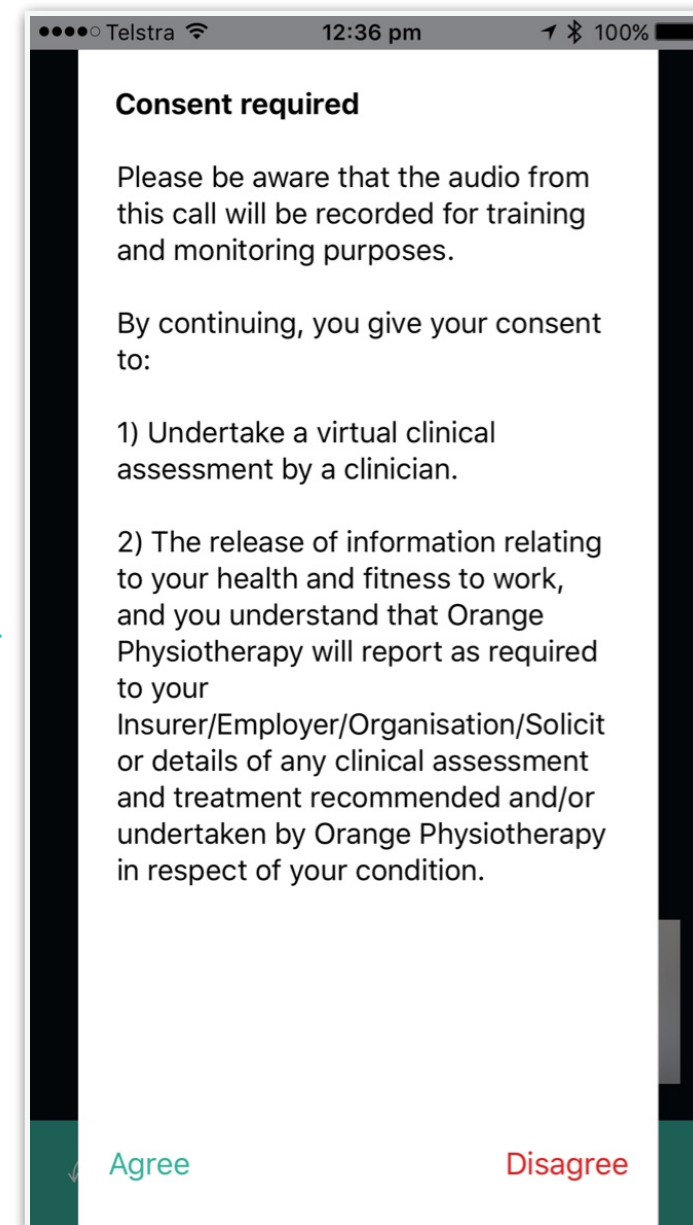 Telstra 12:36 pm 100%
Consent required
Please be aware that the audio from
this call will be recorded for training
and monitoring purposes.
By continuing, you give your consent
to:
1) Undertake a virtual clinical
assessment by a clinician.
2) The release of information relating
to your health and fitness to work,
and you understand that Orange
Physiotherapy will report as required
to your
Insurer/Employer/Organisation/Solicit
or details of any clinical assessment
and treatment recommended and/or
undertaken by Orange Physiotherapy
in respect of your condition.
Agree Disagree